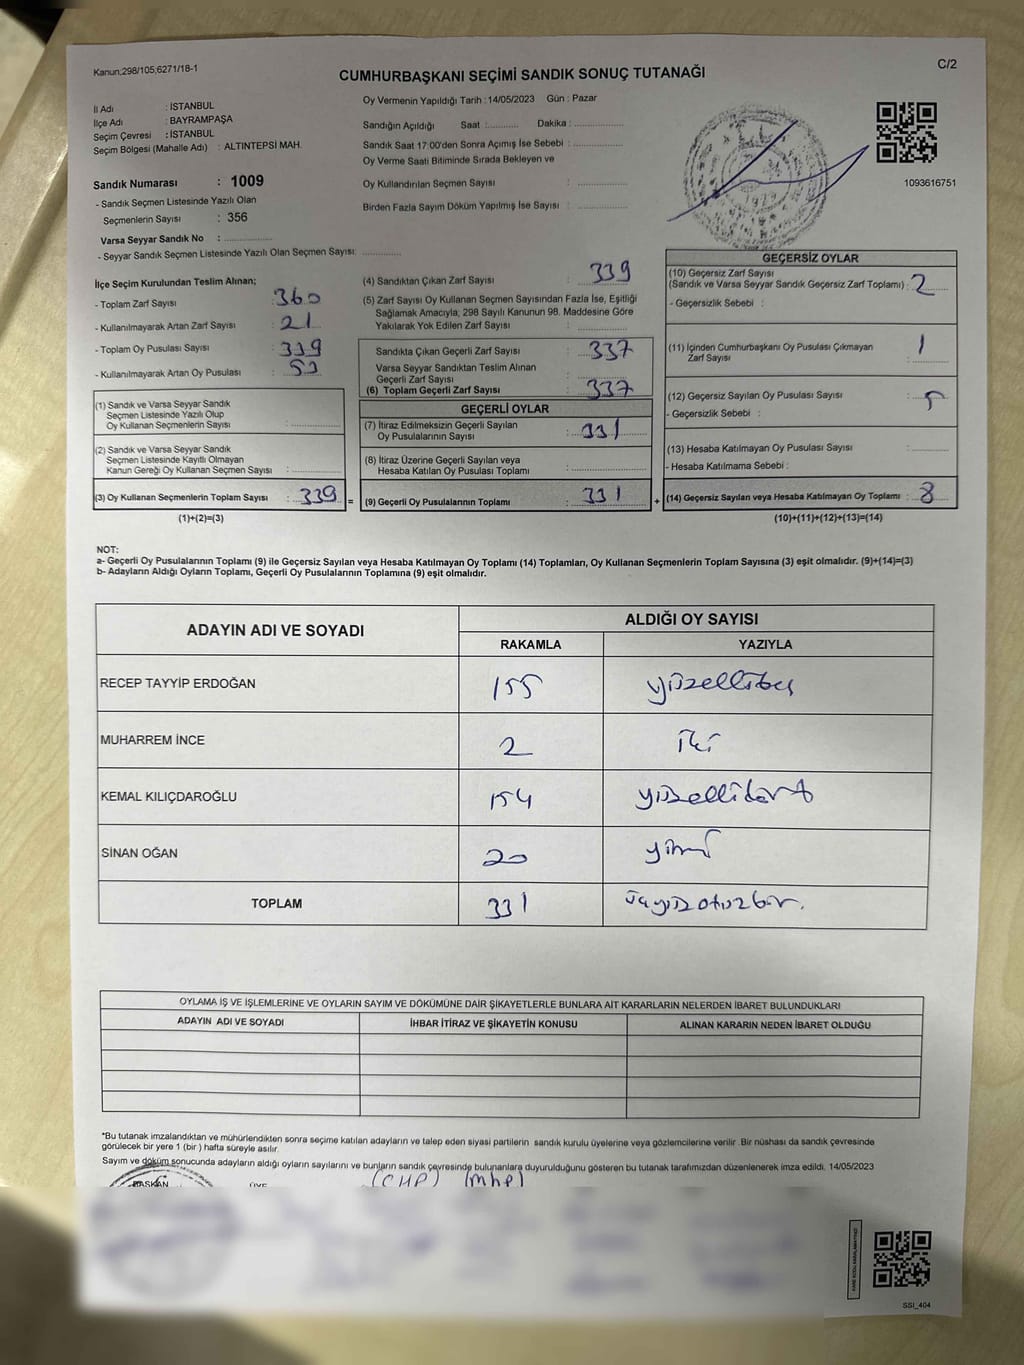 Kanun;298/105;6271/18-1
C/2
CUMHURBAŞKANI SEÇİMİ SANDIK SONUÇ TUTANAĞI
İl Adı : İSTANBUL
İlçe Adı : BAYRAMPAŞA
Seçim Çevresi : İSTANBUL
Seçim Bölgesi (Mahalle Adı) : ALTINTEPSİ MAH.
Sandık Numarası : 1009
- Sandık Seçmen Listesinde Yazılı Olan
Seçmenlerin Sayısı : 356
Varsa Seyyar Sandık No : ............
- Seyyar Sandık Seçmen Listesinde Yazılı Olan Seçmen Sayısı: ............
Oy Vermenin Yapıldığı Tarih : 14/05/2023 Gün : Pazar
Sandığın Açıldığı Saat :.......... Dakika : ............
Sandık Saat 17:00'den Sonra Açımış İse Sebebi : ............
Oy Verme Saati Bitiminde Sırada Bekleyen ve
Oy Kullandırılan Seçmen Sayısı : ............
Birden Fazla Sayım Döküm Yapılmış İse Sayısı : ............
1093616751
İlçe Seçim Kurulundan Teslim Alınan;
- Toplam Zarf Sayısı : 360
- Kullanılmayarak Artan Zarf Sayısı : 21
- Toplam Oy Pusulası Sayısı : 339
- Kullanılmayarak Artan Oy Pusulası :
(1) Sandık ve Varsa Seyyar Sandık
Seçmen Listesinde Yazılı Olup
Oy Kullanan Seçmenlerin Sayısı : ............
(2) Sandık ve Varsa Seyyar Sandık
Seçmen Listesinde Kayıtlı Olmayan
Kanun Gereği Oy Kullanan Seçmen Sayısı : ............
(3) Oy Kullanan Seçmenlerin Toplam Sayısı : 339 =
(1)+(2)=(3)
(4) Sandıktan Çıkan Zarf Sayısı : 339
(5) Zarf Sayısı Oy Kullanan Seçmen Sayısından Fazla İse, Eşitliği
Sağlamak Amacıyla; 298 Sayılı Kanunun 98. Maddesine Göre
Yakılarak Yok Edilen Zarf Sayısı : ............
Sandıkta Çıkan Geçerli Zarf Sayısı : 337
Varsa Seyyar Sandıktan Teslim Alınan
Geçerli Zarf Sayısı : ............
(6) Toplam Geçerli Zarf Sayısı : 337
GEÇERLİ OYLAR
(7) İtiraz Edilmeksizin Geçerli Sayılan
Oy Pusulalarının Sayısı : 331
(8) İtiraz Üzerine Geçerli Sayılan veya
Hesaba Katılan Oy Pusulası Toplamı : ............
(9) Geçerli Oy Pusulalarının Toplamı : 331 +
GEÇERSİZ OYLAR
(10) Geçersiz Zarf Sayısı
(Sandık ve Varsa Seyyar Sandık Geçersiz Zarf Toplamı) : 2
- Geçersizlik Sebebi :
(11) İçinden Cumhurbaşkanı Oy Pusulası Çıkmayan
Zarf Sayısı : 1
(12) Geçersiz Sayılan Oy Pusulası Sayısı : 5
- Geçersizlik Sebebi :
(13) Hesaba Katılmayan Oy Pusulası Sayısı : ............
- Hesaba Katılmama Sebebi :
(14) Geçersiz Sayılan veya Hesaba Katılmayan Oy Toplamı : 8
(10)+(11)+(12)+(13)=(14)
NOT:
a- Geçerli Oy Pusulalarının Toplamı (9) ile Geçersiz Sayılan veya Hesaba Katılmayan Oy Toplamı (14) Toplamları, Oy Kullanan Seçmenlerin Toplam Sayısına (3) eşit olmalıdır. (9)+(14)=(3)
b- Adayların Aldığı Oyların Toplamı, Geçerli Oy Pusulalarının Toplamına (9) eşit olmalıdır.
ADAYIN ADI VE SOYADI ALDIĞI OY SAYISI
RAKAMLA YAZIYLA
RECEP TAYYİP ERDOĞAN 155 yüzellibeş
MUHARREM İNCE 2 iki
KEMAL KILIÇDAROĞLU 154 yüzellidört
SİNAN OĞAN 20 yirmi
TOPLAM 331 üçyüzotuzbir.
OYLAMA İŞ VE İŞLEMLERİNE VE OYLARIN SAYIM VE DÖKÜMÜNE DAİR ŞİKAYETLERLE BUNLARA AİT KARARLARIN NELERDEN İBARET BULUNDUKLARI
ADAYIN ADI VE SOYADI İHBAR İTİRAZ VE ŞİKAYETİN KONUSU ALINAN KARARIN NEDEN İBARET OLDUĞU
*Bu tutanak imzalandıktan ve mühürlendikten sonra seçime katılan adayların ve talep eden siyasi partilerin sandık kurulu üyelerine veya gözlemcilerine verilir .Bir nüshası da sandık çevresinde
görülecek bir yere 1 (bir ) hafta süreyle asılır.
Sayım ve döküm sonucunda adayların aldığı oyların sayılarını ve bunların sandık çevresinde bulunanlara duyurulduğunu gösteren bu tutanak tarafımızdan düzenlenerek imza edildi. 14/05/2023
BAŞKAN ÜYE (CHP) (mhp)
SSI_404